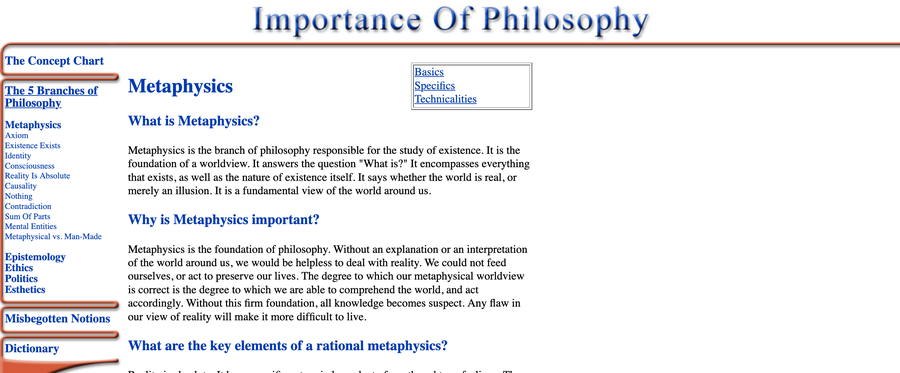 Importance Of Philosophy
The Concept Chart
The 5 Branches of
Philosophy
Metaphysics
Axiom
Existence Exists
Identity
Consciousness
Reality Is Absolute
Causality
Nothing
Contradiction
Sum Of Parts
Mental Entities
Metaphysical vs. Man-Made
Epistemology
Ethics
Politics
Esthetics
Misbegotten Notions
Dictionary
Basics
Specifics
Technicalities
Metaphysics
What is Metaphysics?
Metaphysics is the branch of philosophy responsible for the study of existence. It is the
foundation of a worldview. It answers the question "What is?" It encompasses everything
that exists, as well as the nature of existence itself. It says whether the world is real, or
merely an illusion. It is a fundamental view of the world around us.
Why is Metaphysics important?
Metaphysics is the foundation of philosophy. Without an explanation or an interpretation
of the world around us, we would be helpless to deal with reality. We could not feed
ourselves, or act to preserve our lives. The degree to which our metaphysical worldview
is correct is the degree to which we are able to comprehend the world, and act
accordingly. Without this firm foundation, all knowledge becomes suspect. Any flaw in
our view of reality will make it more difficult to live.
What are the key elements of a rational metaphysics?